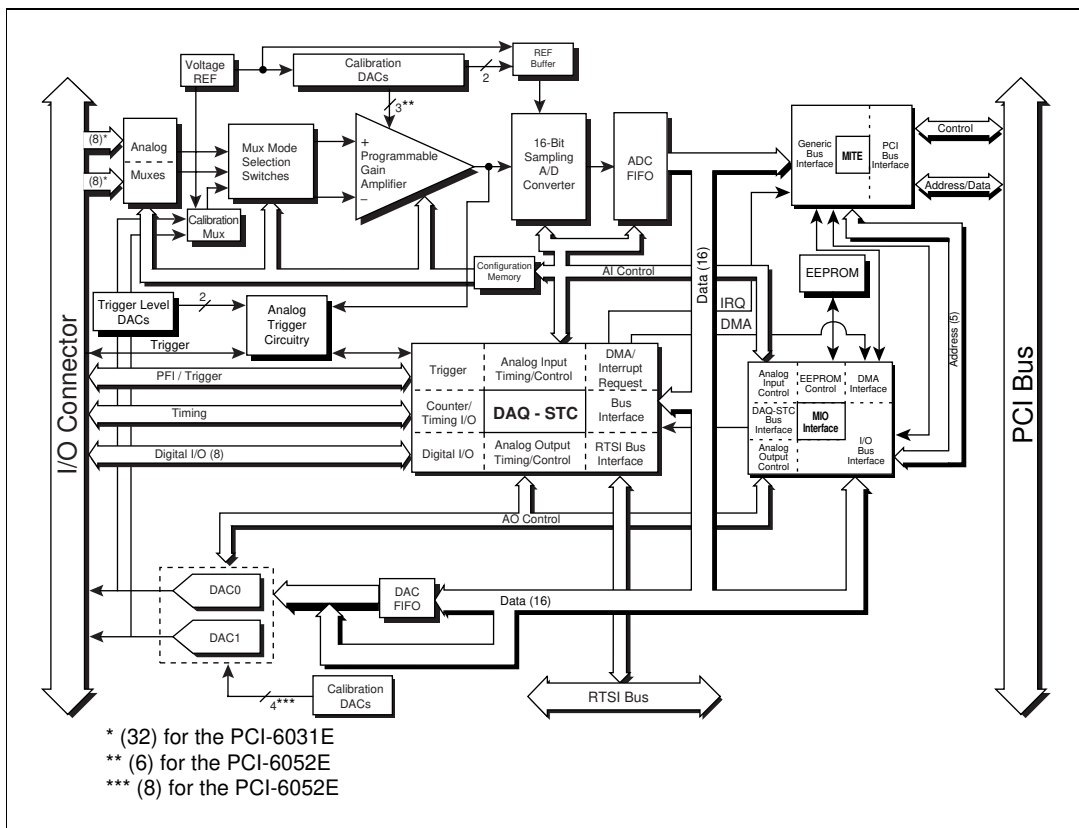 Voltage
REF
Calibration
DACs
2
REF
Buffer
3**
(8)*
(8)*
Analog
Muxes
Mux Mode
Selection
Switches
+
Programmable
Gain
Amplifier
–
16-Bit
Sampling
A/D
Converter
ADC
FIFO
Generic
Bus
Interface
MITE
PCI
Bus
Interface
Control
Address/Data
Calibration
Mux
Configuration
Memory
AI Control
Data (16)
EEPROM
IRQ
DMA
Address (5)
Trigger Level
DACs
2
Analog
Trigger
Circuitry
Trigger
PFI / Trigger
Timing
Digital I/O (8)
I/O Connector
PCI Bus
Trigger
Analog Input
Timing/Control
DMA/
Interrupt
Request
Counter/
Timing I/O
DAQ - STC
Bus
Interface
Digital I/O
Analog Output
Timing/Control
RTSI Bus
Interface
Analog
Input
Control
EEPROM
Control
DMA
Interface
DAQ-STC
Bus
Interface
MIO
Interface
I/O
Bus
Interface
Analog
Output
Control
AO Control
DAC0
DAC1
DAC
FIFO
Data (16)
4***
Calibration
DACs
RTSI Bus
* (32) for the PCI-6031E
** (6) for the PCI-6052E
*** (8) for the PCI-6052E